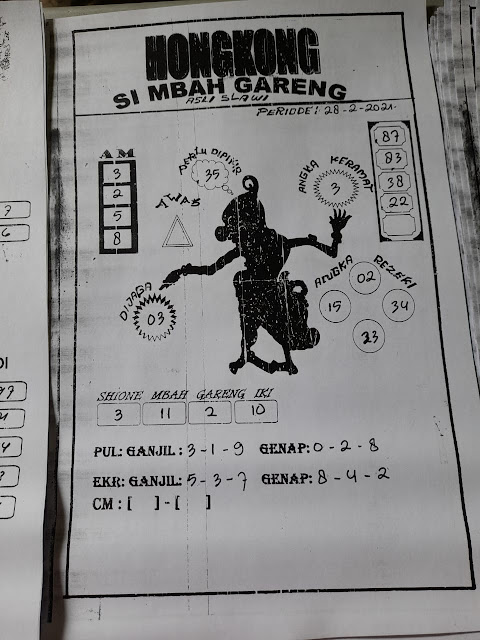 HONGKONG
SI MBAH GARENG
ASLI SLAWI
PERIODE: 28-2-2021.
AM
3
2
5
8
PERLU DIPIKIR
35
AWAS
ANGKA KERAMAT
3
87
83
38
22
DIJAGA
03
ANGKA REZEKI
02
15
34
23
SHIONE MBAH GARENG IKI
3 11 2 10
PUL: GANJIL: 3-1-9 GENAP: 0-2-8
EKR: GANJIL: 5-3-7 GENAP: 8-4-2
CM : [ ] - [ ]
7
6